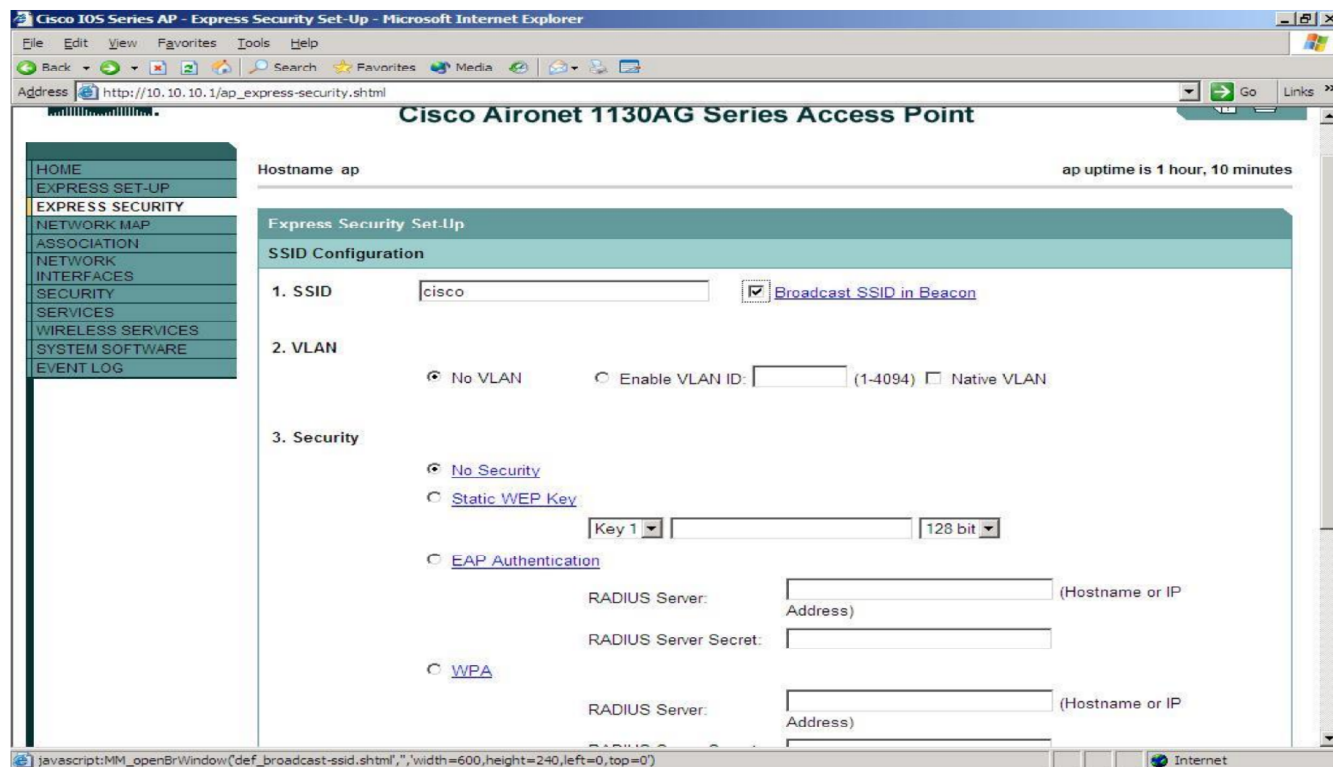 Cisco IOS Series AP - Express Security Set-Up - Microsoft Internet Explorer
File Edit View Favorites Tools Help
Back Search Favorites Media
Address http://10.10.10.1/ap_express-security.shtml Go Links »
Cisco Aironet 1130AG Series Access Point
HOME
EXPRESS SET-UP
EXPRESS SECURITY
NETWORK MAP
ASSOCIATION
NETWORK
INTERFACES
SECURITY
SERVICES
WIRELESS SERVICES
SYSTEM SOFTWARE
EVENT LOG
Hostname ap ap uptime is 1 hour, 10 minutes
Express Security Set-Up
SSID Configuration
1. SSID cisco Broadcast SSID in Beacon
2. VLAN
No VLAN Enable VLAN ID: (1-4094) Native VLAN
3. Security
No Security
Static WEP Key
Key 1 128 bit
EAP Authentication
RADIUS Server: (Hostname or IP
Address)
RADIUS Server Secret:
WPA
RADIUS Server: (Hostname or IP
Address)
javascript:MM_openBrWindow('def_broadcast-ssid.shtml','','width=600,height=240,left=0,top=0') Internet